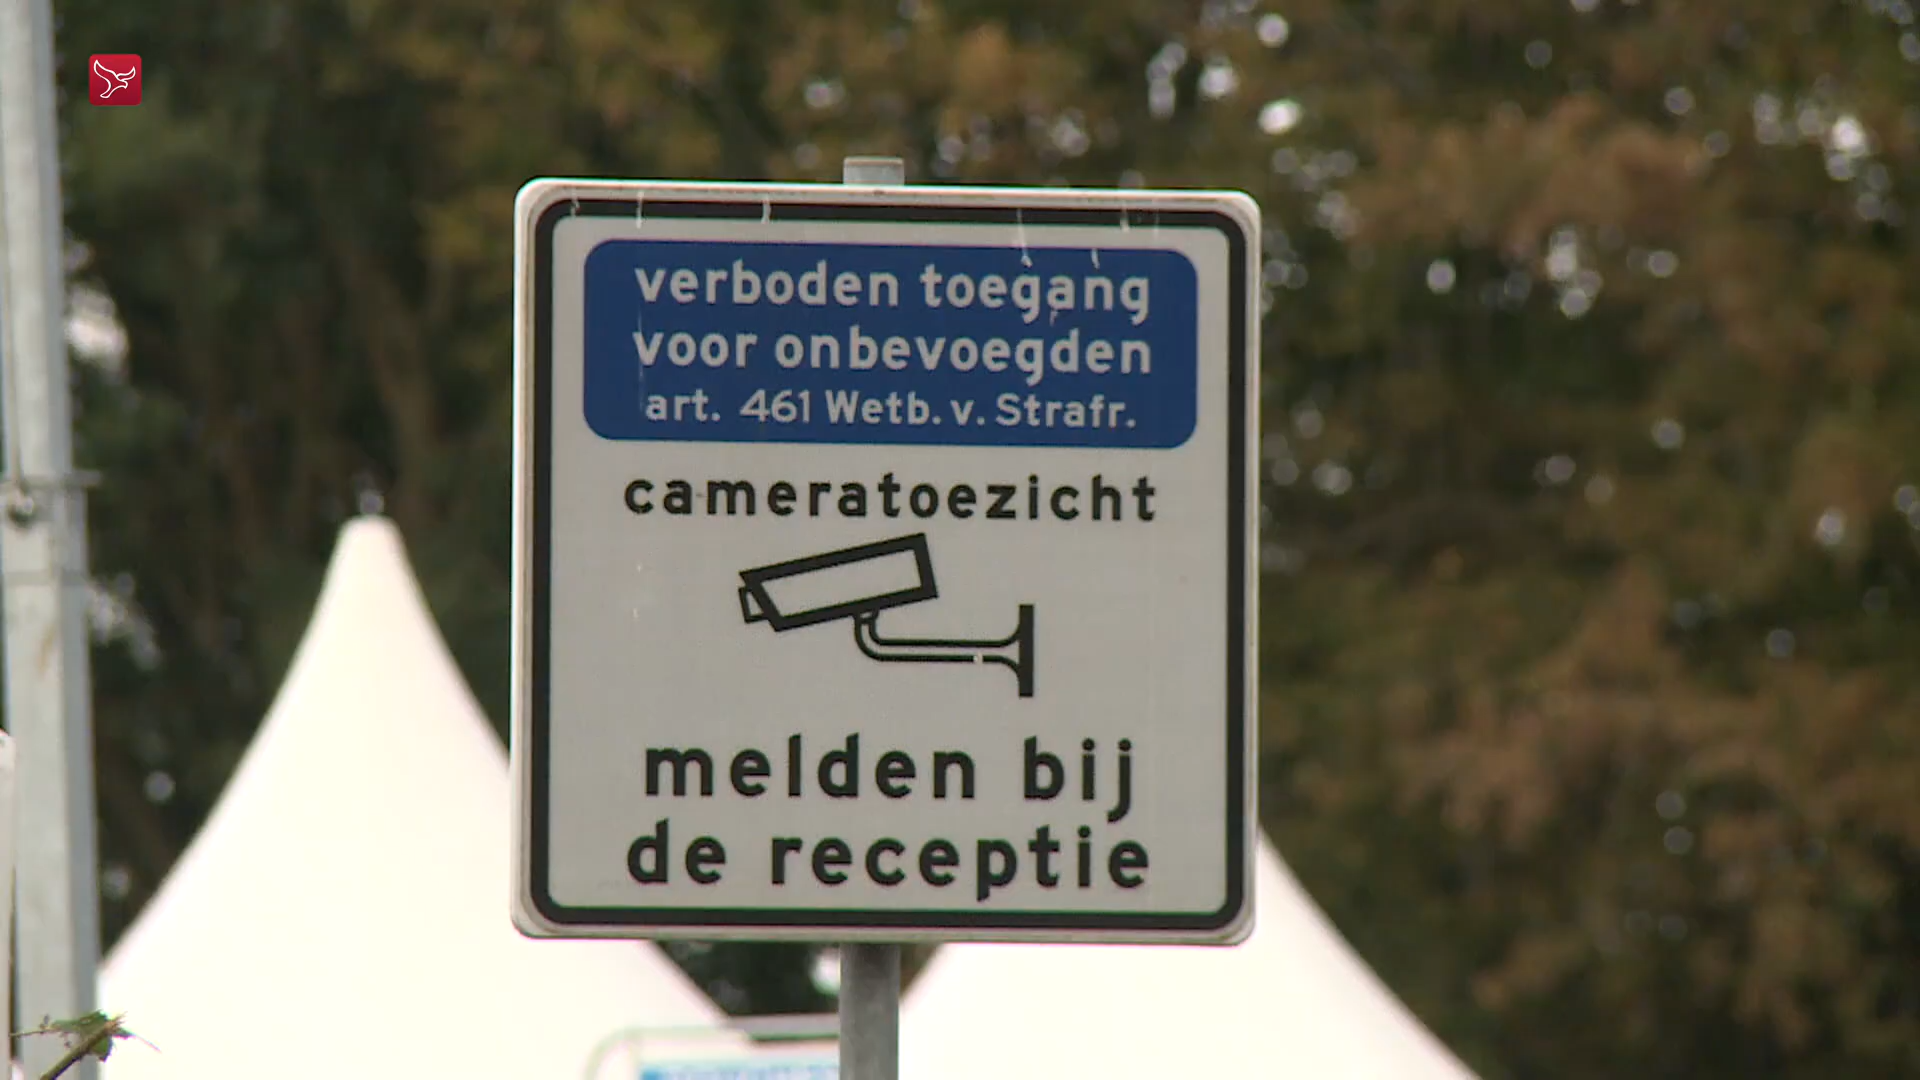 verboden toegang
voor onbevoegden
art. 461 Wetb. v. Strafr.
cameratoezicht
melden bij
de receptie